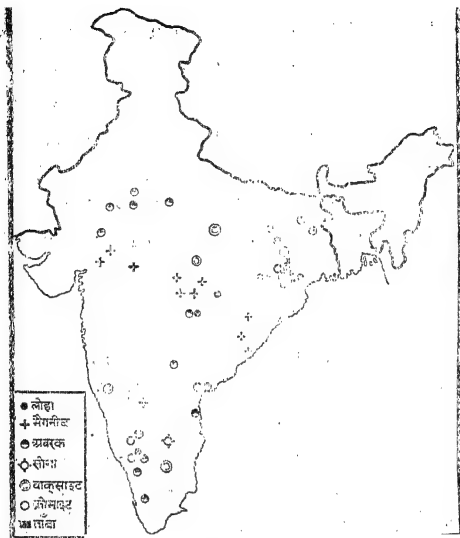 लोहा
मैगनीज
अबरक
सोना
बाक्साइट
क्रोमाइट
ताँबा